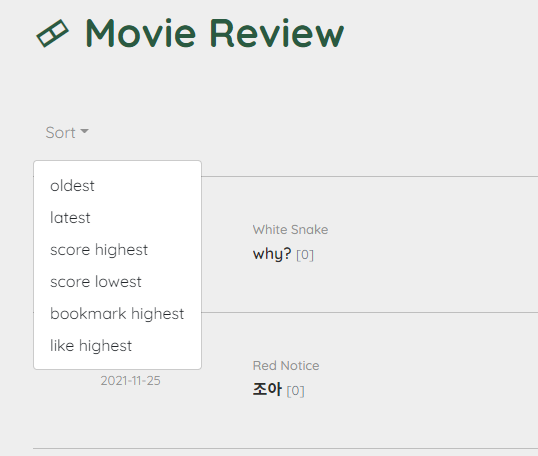 Movie Review
Sort
oldest
latest
score highest
score lowest
bookmark highest
like highest
White Snake
why? [0]
Red Notice
2021-11-25
조아 [0]